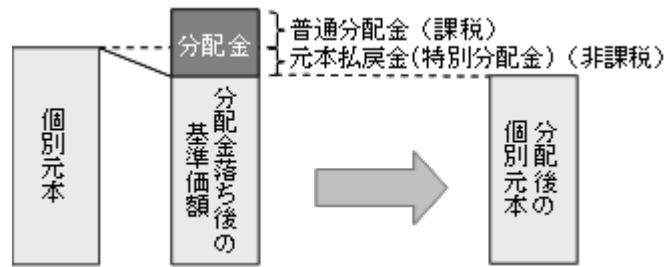 分配金
普通分配金（課税）
元本払戻金(特別分配金)（非課税）
個別元本
分配金落ち後の
基準価額
分配後の
個別元本